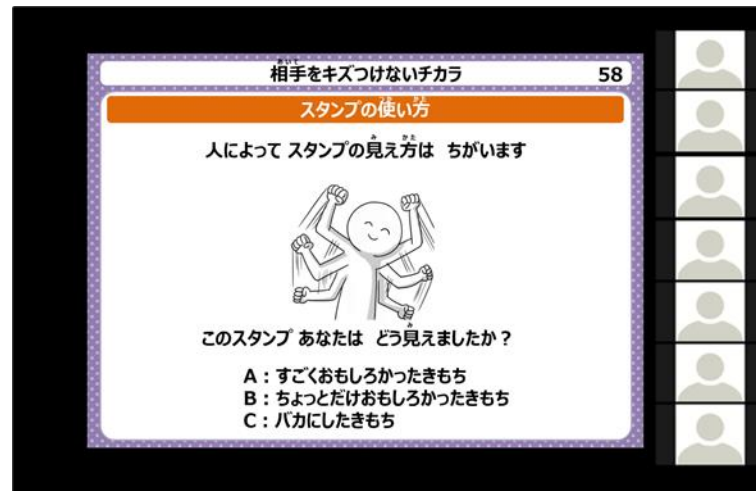 相手をキズつけないチカラ 58
スタンプの使い方
人によって スタンプの見え方は ちがいます
このスタンプ あなたは どう見えましたか？
A：すごくおもしろかったきもち
B：ちょっとだけおもしろかったきもち
C：バカにしたきもち